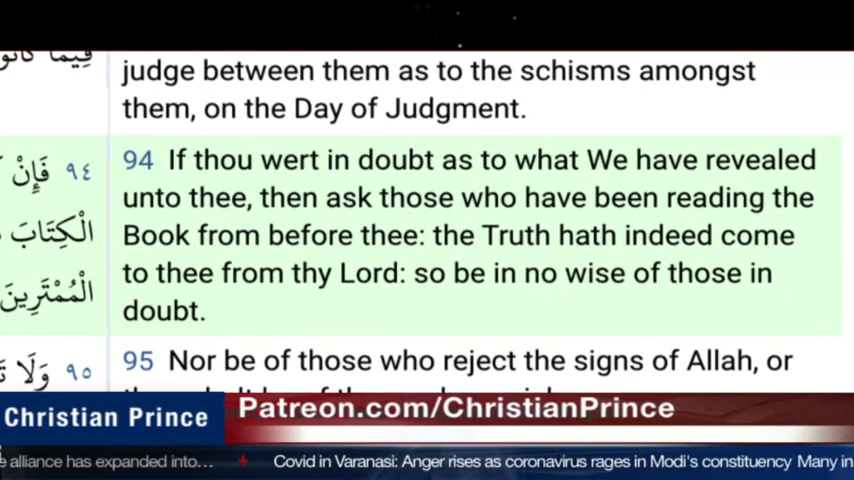 judge between them as to the schisms amongst
them, on the Day of Judgment.
٩٤ فَإِنْ
94 If thou wert in doubt as to what We have revealed
unto thee, then ask those who have been reading the
الْكِتَابَ
Book from before thee: the Truth hath indeed come
to thee from thy Lord: so be in no wise of those in
الْمُمْتَرِينَ
doubt.
٩٥ وَلَا
95 Nor be of those who reject the signs of Allah, or
Christian Prince
Patreon.com/ChristianPrince
e alliance has expanded into... Covid in Varanasi: Anger rises as coronavirus rages in Modi's constituency Many in